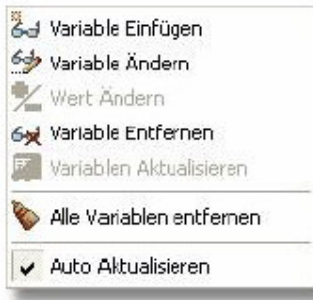 Variable Einfügen
Variable Ändern
Wert Ändern
Variable Entfernen
Variablen Aktualisieren
Alle Variablen entfernen
Auto Aktualisieren